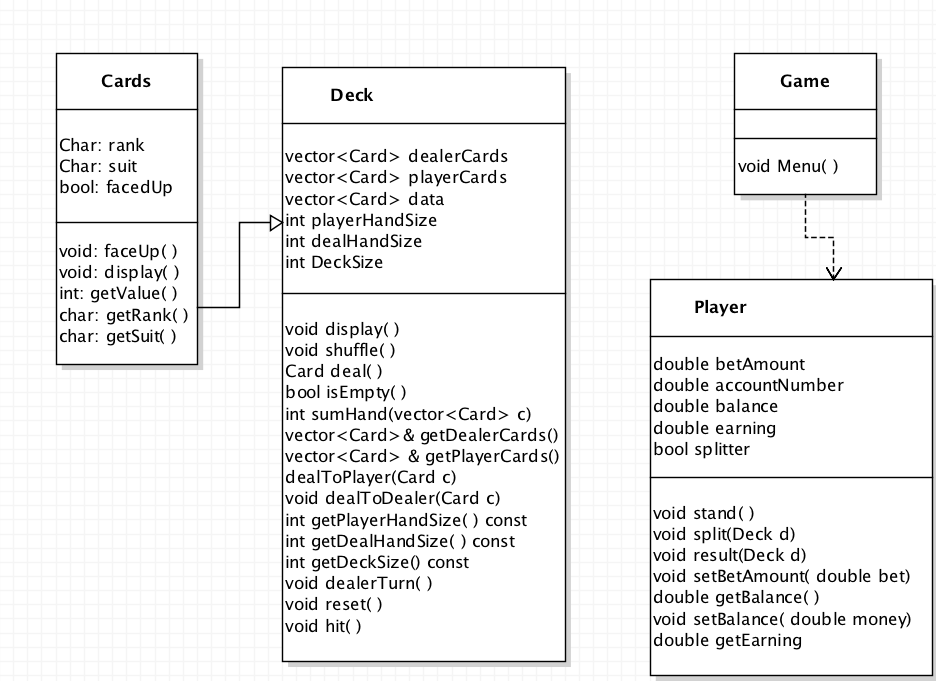 Cards
Char: rank
Char: suit
bool: facedUp
void: faceUp( )
void: display( )
int: getValue( )
char: getRank( )
char: getSuit( )
Deck
vector<Card> dealerCards
vector<Card> playerCards
vector<Card> data
int playerHandSize
int dealHandSize
int DeckSize
void display( )
void shuffle( )
Card deal( )
bool isEmpty( )
int sumHand(vector<Card> c)
vector<Card>& getDealerCards()
vector<Card> & getPlayerCards()
dealToPlayer(Card c)
void dealToDealer(Card c)
int getPlayerHandSize( ) const
int getDealHandSize( ) const
int getDeckSize() const
void dealerTurn( )
void reset( )
void hit( )
Game
void Menu( )
Player
double betAmount
double accountNumber
double balance
double earning
bool splitter
void stand( )
void split(Deck d)
void result(Deck d)
void setBetAmount( double bet)
double getBalance( )
void setBalance( double money)
double getEarning